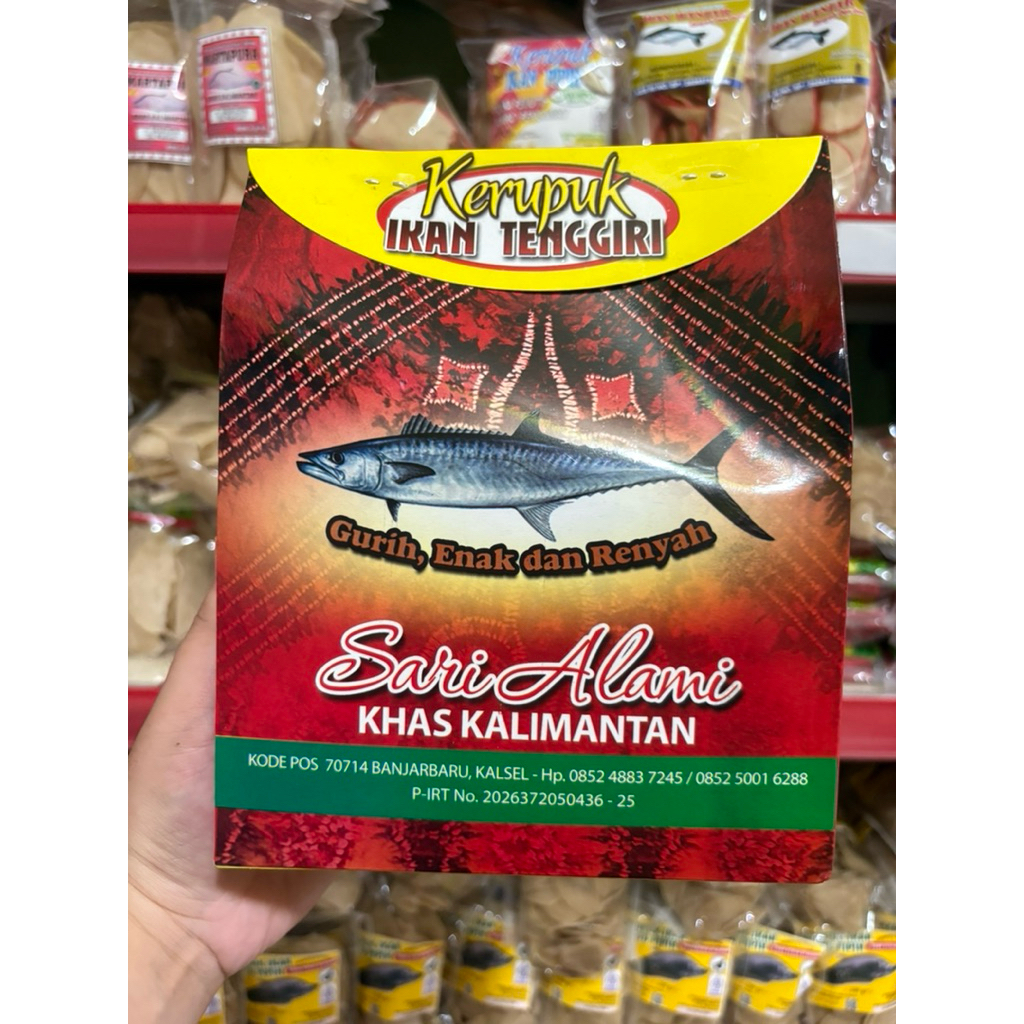 MARTAPURA
Kerupuk
IKAN TENGGIRI
Gurih, Enak dan Renyah
Sari Alami
KHAS KALIMANTAN
KODE POS 70714 BANJARBARU, KALSEL - Hp. 0852 4883 7245 / 0852 5001 6288
P-IRT No. 2026372050436 - 25